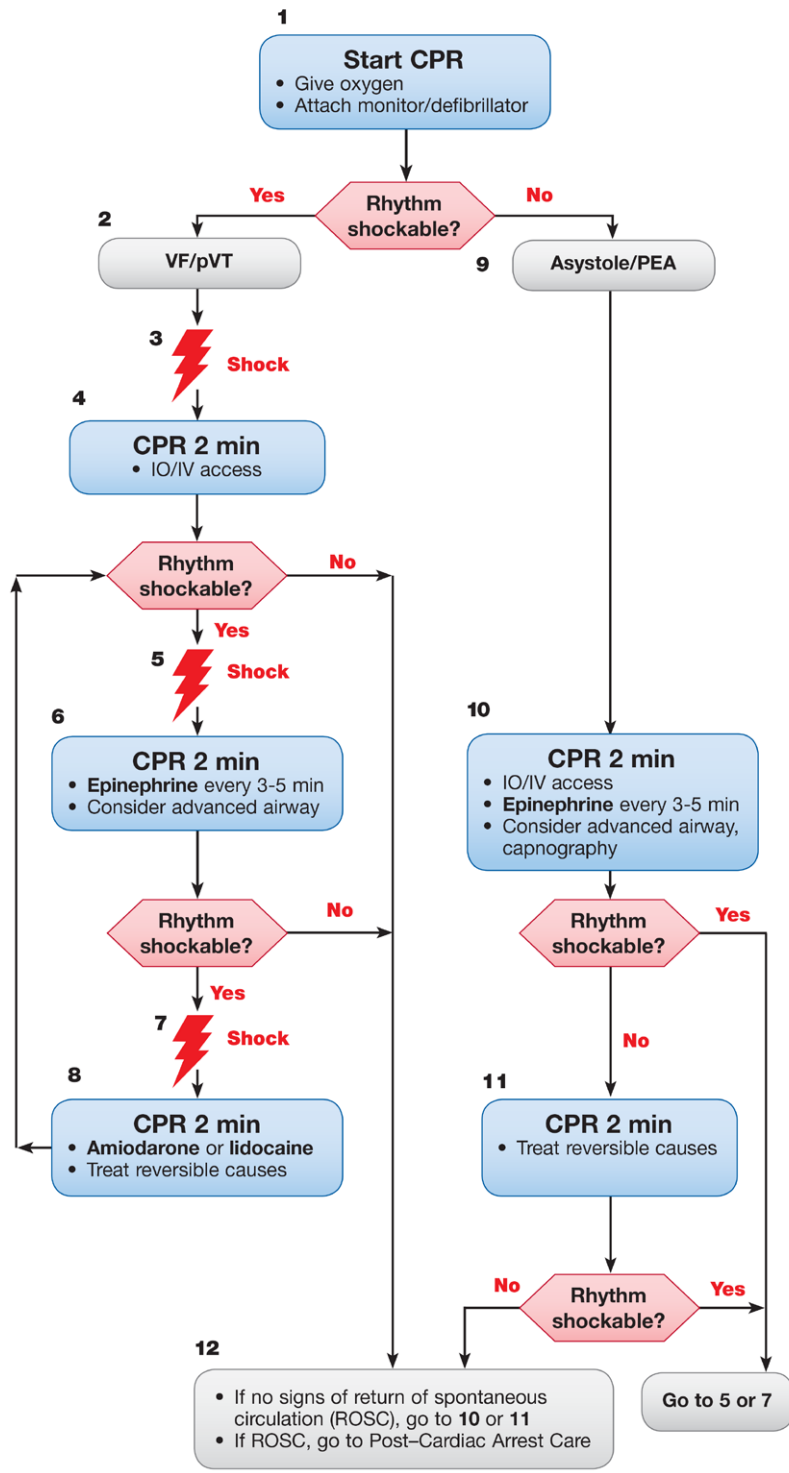 1
Start CPR
• Give oxygen
• Attach monitor/defibrillator
Rhythm
shockable?
Yes
No
2
VF/pVT
9
Asystole/PEA
3
Shock
4
CPR 2 min
• IO/IV access
Rhythm
shockable?
No
Yes
5
Shock
6
CPR 2 min
• Epinephrine every 3-5 min
• Consider advanced airway
10
CPR 2 min
• IO/IV access
• Epinephrine every 3-5 min
• Consider advanced airway,
capnography
Rhythm
shockable?
No
Yes
Rhythm
shockable?
Yes
No
7
Shock
8
CPR 2 min
• Amiodarone or lidocaine
• Treat reversible causes
11
CPR 2 min
• Treat reversible causes
No
Rhythm
shockable?
Yes
12
• If no signs of return of spontaneous
circulation (ROSC), go to 10 or 11
• If ROSC, go to Post–Cardiac Arrest Care
Go to 5 or 7